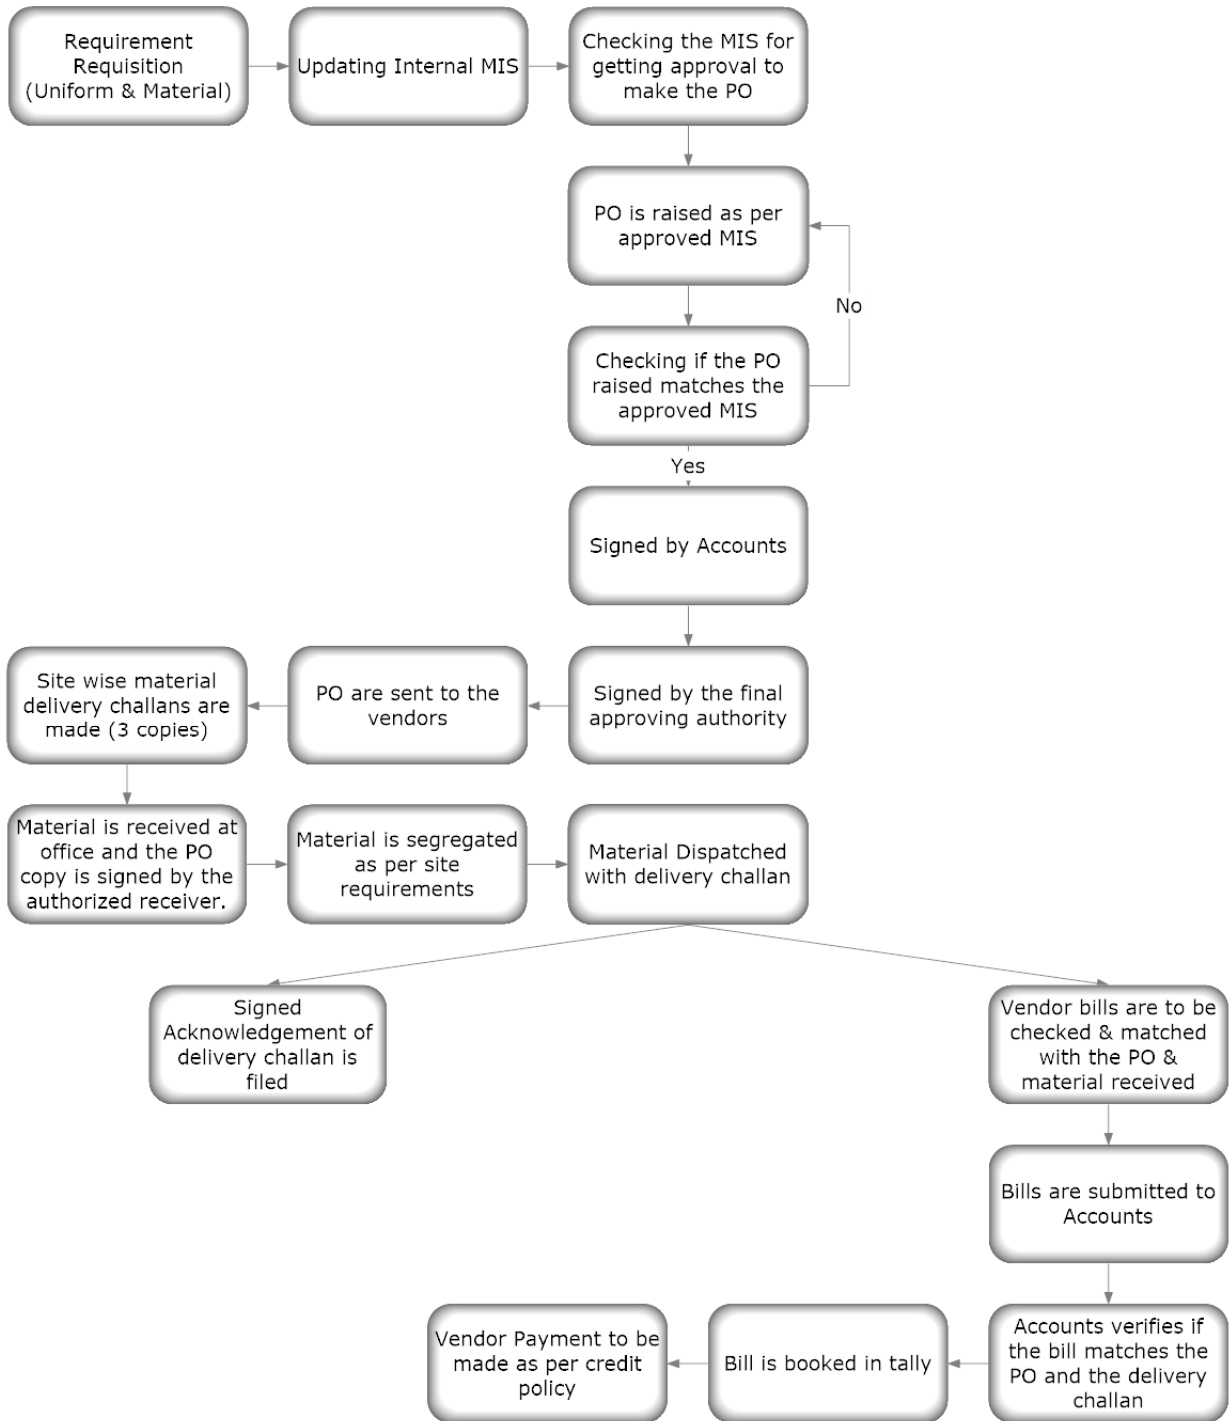 Requirement
Requisition
(Uniform & Material)
Updating Internal MIS
Checking the MIS for
getting approval to
make the PO
PO is raised as per
approved MIS
No
Checking if the PO
raised matches the
approved MIS
Yes
Signed by Accounts
Signed by the final
approving authority
PO are sent to the
vendors
Site wise material
delivery challans are
made (3 copies)
Material is received at
office and the PO
copy is signed by the
authorized receiver.
Material is segregated
as per site
requirements
Material Dispatched
with delivery challan
Signed
Acknowledgement of
delivery challan is
filed
Vendor bills are to be
checked & matched
with the PO &
material received
Bills are submitted to
Accounts
Accounts verifies if
the bill matches the
PO and the delivery
challan
Bill is booked in tally
Vendor Payment to be
made as per credit
policy